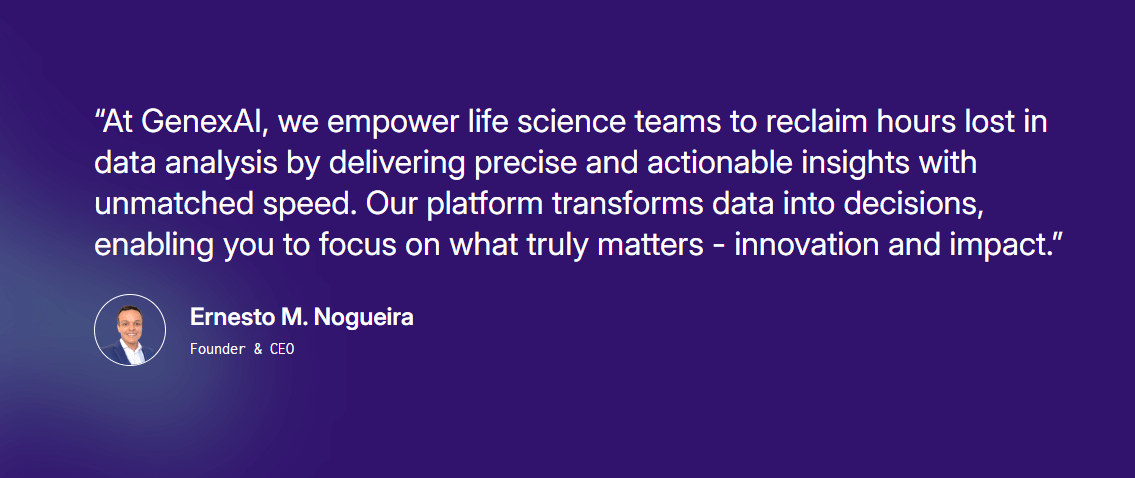 “At GenexAI, we empower life science teams to reclaim hours lost in
data analysis by delivering precise and actionable insights with
unmatched speed. Our platform transforms data into decisions,
enabling you to focus on what truly matters - innovation and impact.”
Ernesto M. Nogueira
Founder & CEO